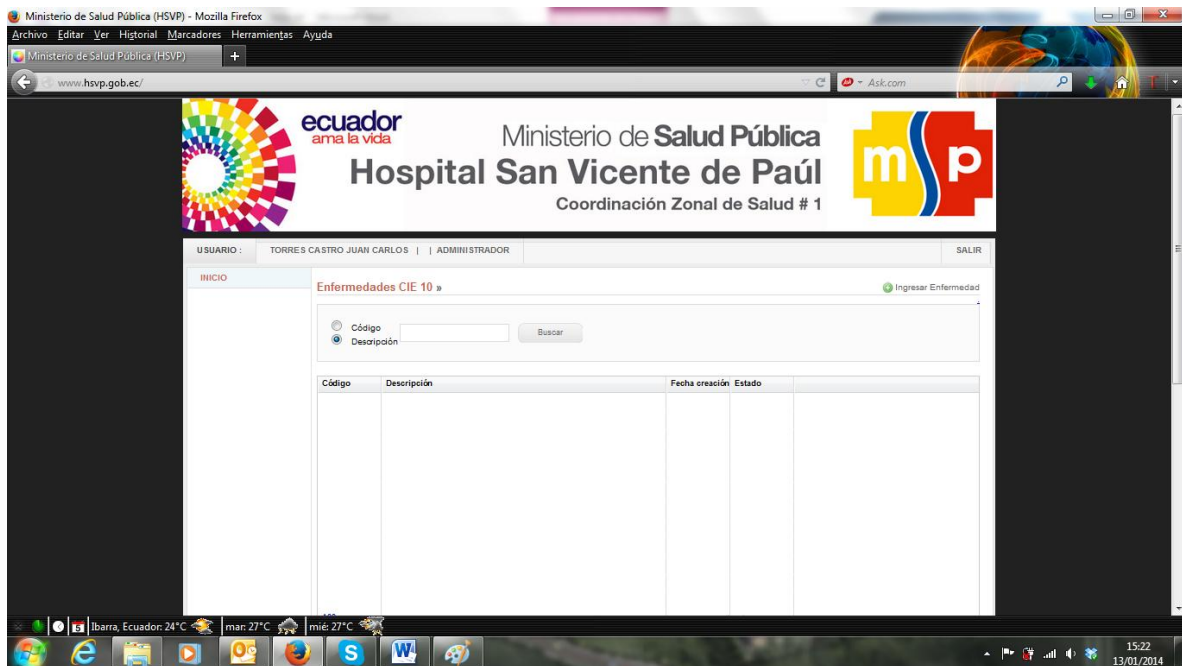 Ministerio de Salud Pública (HSVP) - Mozilla Firefox
Archivo Editar Ver Historial Marcadores Herramientas Ayuda
Ministerio de Salud Pública (HSVP) +
www.hsvp.gob.ec/
Ask.com
ecuador
ama la vida
Ministerio de Salud Pública
Hospital San Vicente de Paúl
Coordinación Zonal de Salud # 1
m p
USUARIO : TORRES CASTRO JUAN CARLOS | | ADMINISTRADOR SALIR
INICIO
Enfermedades CIE 10 » Ingresar Enfermedad
Código
Descripción
Buscar
Código Descripción Fecha creación Estado
Ibarra, Ecuador: 24°C mar: 27°C mié: 27°C
15:22
13/01/2014